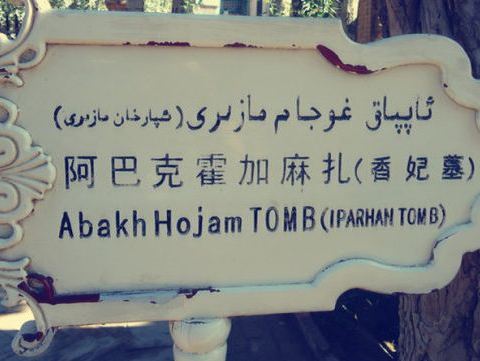 ئاپپاق غوجام مازىرى (ئىپارخان مازىرى)
阿巴克霍加麻扎(香妃墓)
Abakh Hojam TOMB (IPARHAN TOMB)